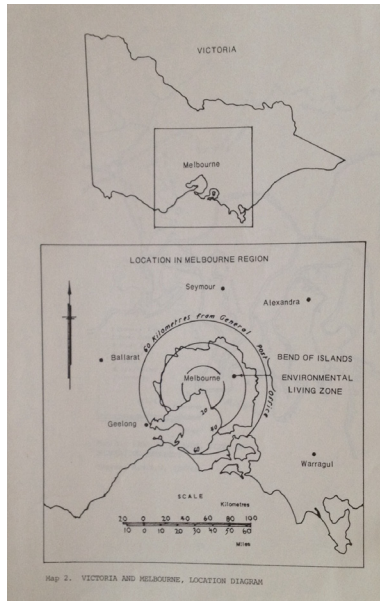 VICTORIA
Melbourne
LOCATION IN MELBOURNE REGION
Seymour
Alexandra
60 Kilometres from General Post Office
Ballarat
BEND OF ISLANDS
Melbourne
ENVIRONMENTAL
LIVING ZONE
20
Geelong
40
60
Warragul
SCALE
Kilometres
20 0 20 40 60 80 100
10 0 10 20 30 40 50 60
Miles
Map 2. VICTORIA AND MELBOURNE, LOCATION DIAGRAM